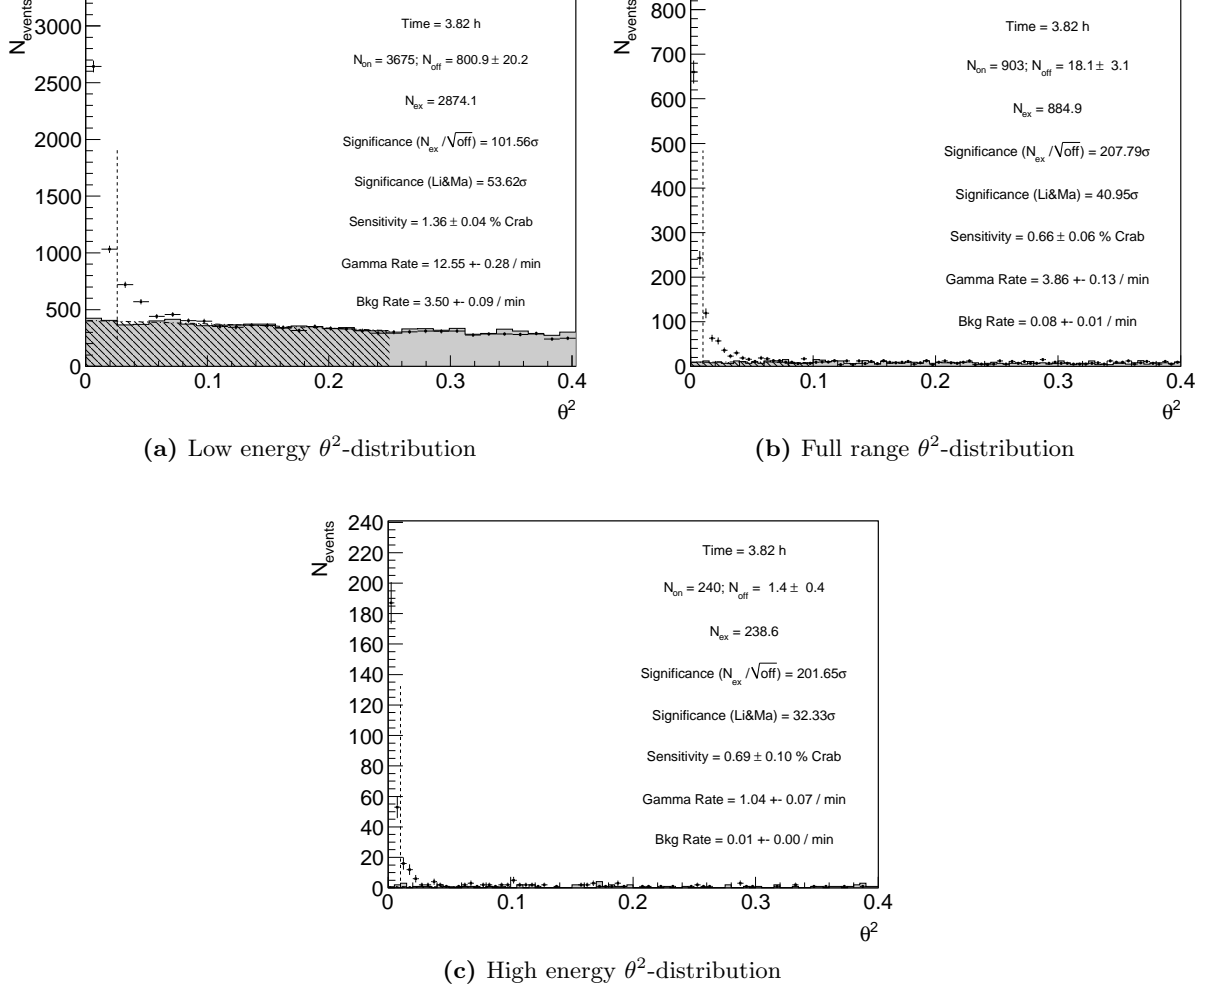 N_events
3000
2500
2000
1500
1000
500
0
0 0.1 0.2 0.3 0.4
θ²
Time = 3.82 h
N_on = 3675; N_off = 800.9 ± 20.2
N_ex = 2874.1
Significance (N_ex /√off) = 101.56σ
Significance (Li&Ma) = 53.62σ
Sensitivity = 1.36 ± 0.04 % Crab
Gamma Rate = 12.55 +- 0.28 / min
Bkg Rate = 3.50 +- 0.09 / min
(a) Low energy θ²-distribution
N_events
800
700
600
500
400
300
200
100
0
0 0.1 0.2 0.3 0.4
θ²
Time = 3.82 h
N_on = 903; N_off = 18.1 ± 3.1
N_ex = 884.9
Significance (N_ex /√off) = 207.79σ
Significance (Li&Ma) = 40.95σ
Sensitivity = 0.66 ± 0.06 % Crab
Gamma Rate = 3.86 +- 0.13 / min
Bkg Rate = 0.08 +- 0.01 / min
(b) Full range θ²-distribution
N_events
240
220
200
180
160
140
120
100
80
60
40
20
0
0 0.1 0.2 0.3 0.4
θ²
Time = 3.82 h
N_on = 240; N_off = 1.4 ± 0.4
N_ex = 238.6
Significance (N_ex /√off) = 201.65σ
Significance (Li&Ma) = 32.33σ
Sensitivity = 0.69 ± 0.10 % Crab
Gamma Rate = 1.04 +- 0.07 / min
Bkg Rate = 0.01 +- 0.00 / min
(c) High energy θ²-distribution